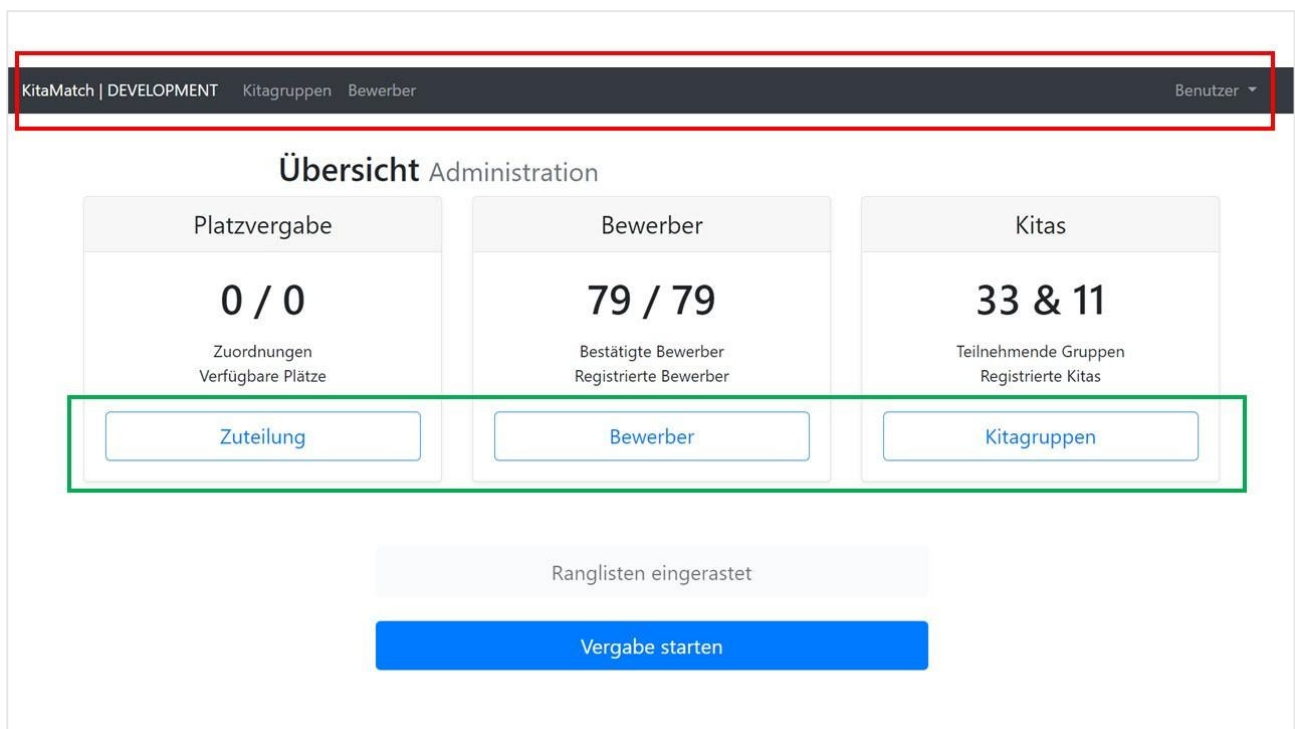 KitaMatch | DEVELOPMENT Kitagruppen Bewerber Benutzer
Übersicht Administration
Platzvergabe
0 / 0
Zuordnungen
Verfügbare Plätze
Zuteilung
Bewerber
79 / 79
Bestätigte Bewerber
Registrierte Bewerber
Bewerber
Kitas
33 & 11
Teilnehmende Gruppen
Registrierte Kitas
Kitagruppen
Ranglisten eingerastet
Vergabe starten